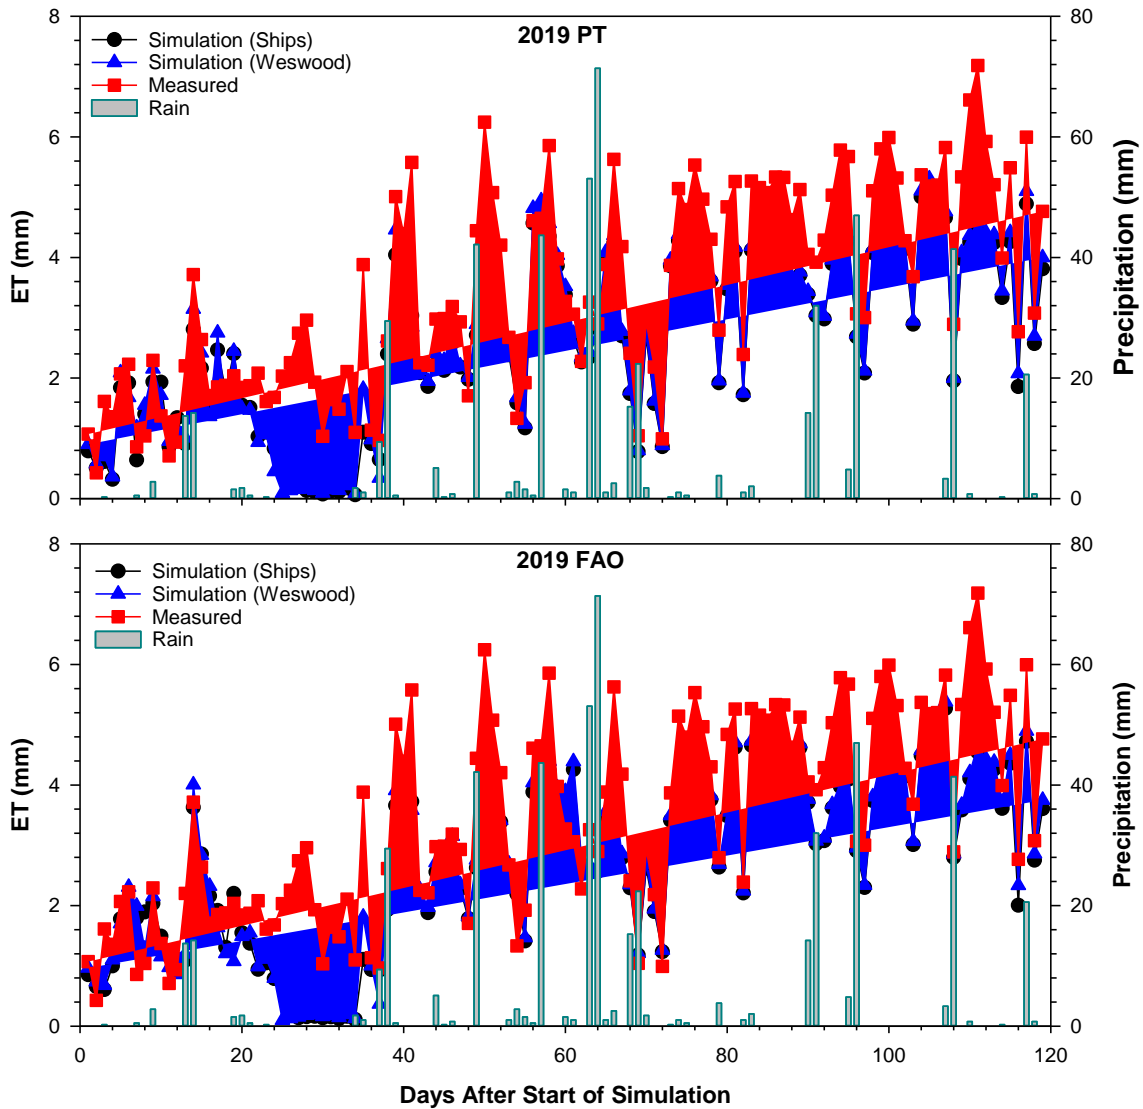 2019 PT
Simulation (Ships)
Simulation (Weswood)
Measured
Rain
8
6
4
2
0
ET (mm)
80
60
40
20
0
Precipitation (mm)
2019 FAO
Simulation (Ships)
Simulation (Weswood)
Measured
Rain
8
6
4
2
0
ET (mm)
80
60
40
20
0
Precipitation (mm)
0 20 40 60 80 100 120
Days After Start of Simulation